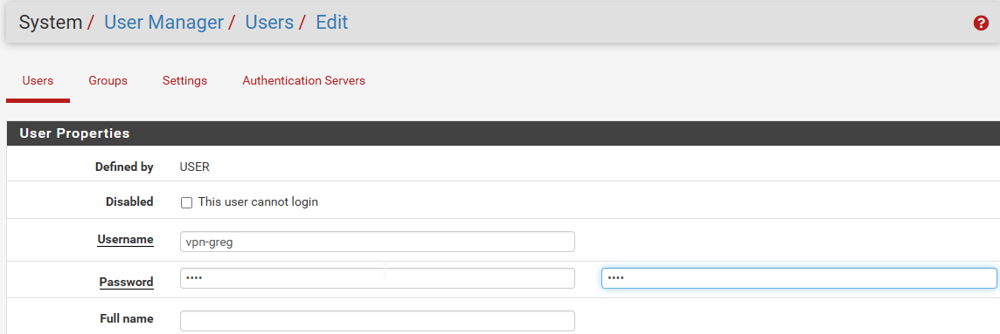 System / User Manager / Users / Edit
?
Users Groups Settings Authentication Servers
User Properties
Defined by USER
Disabled This user cannot login
Username vpn-greg
Password •••• ••••
Full name